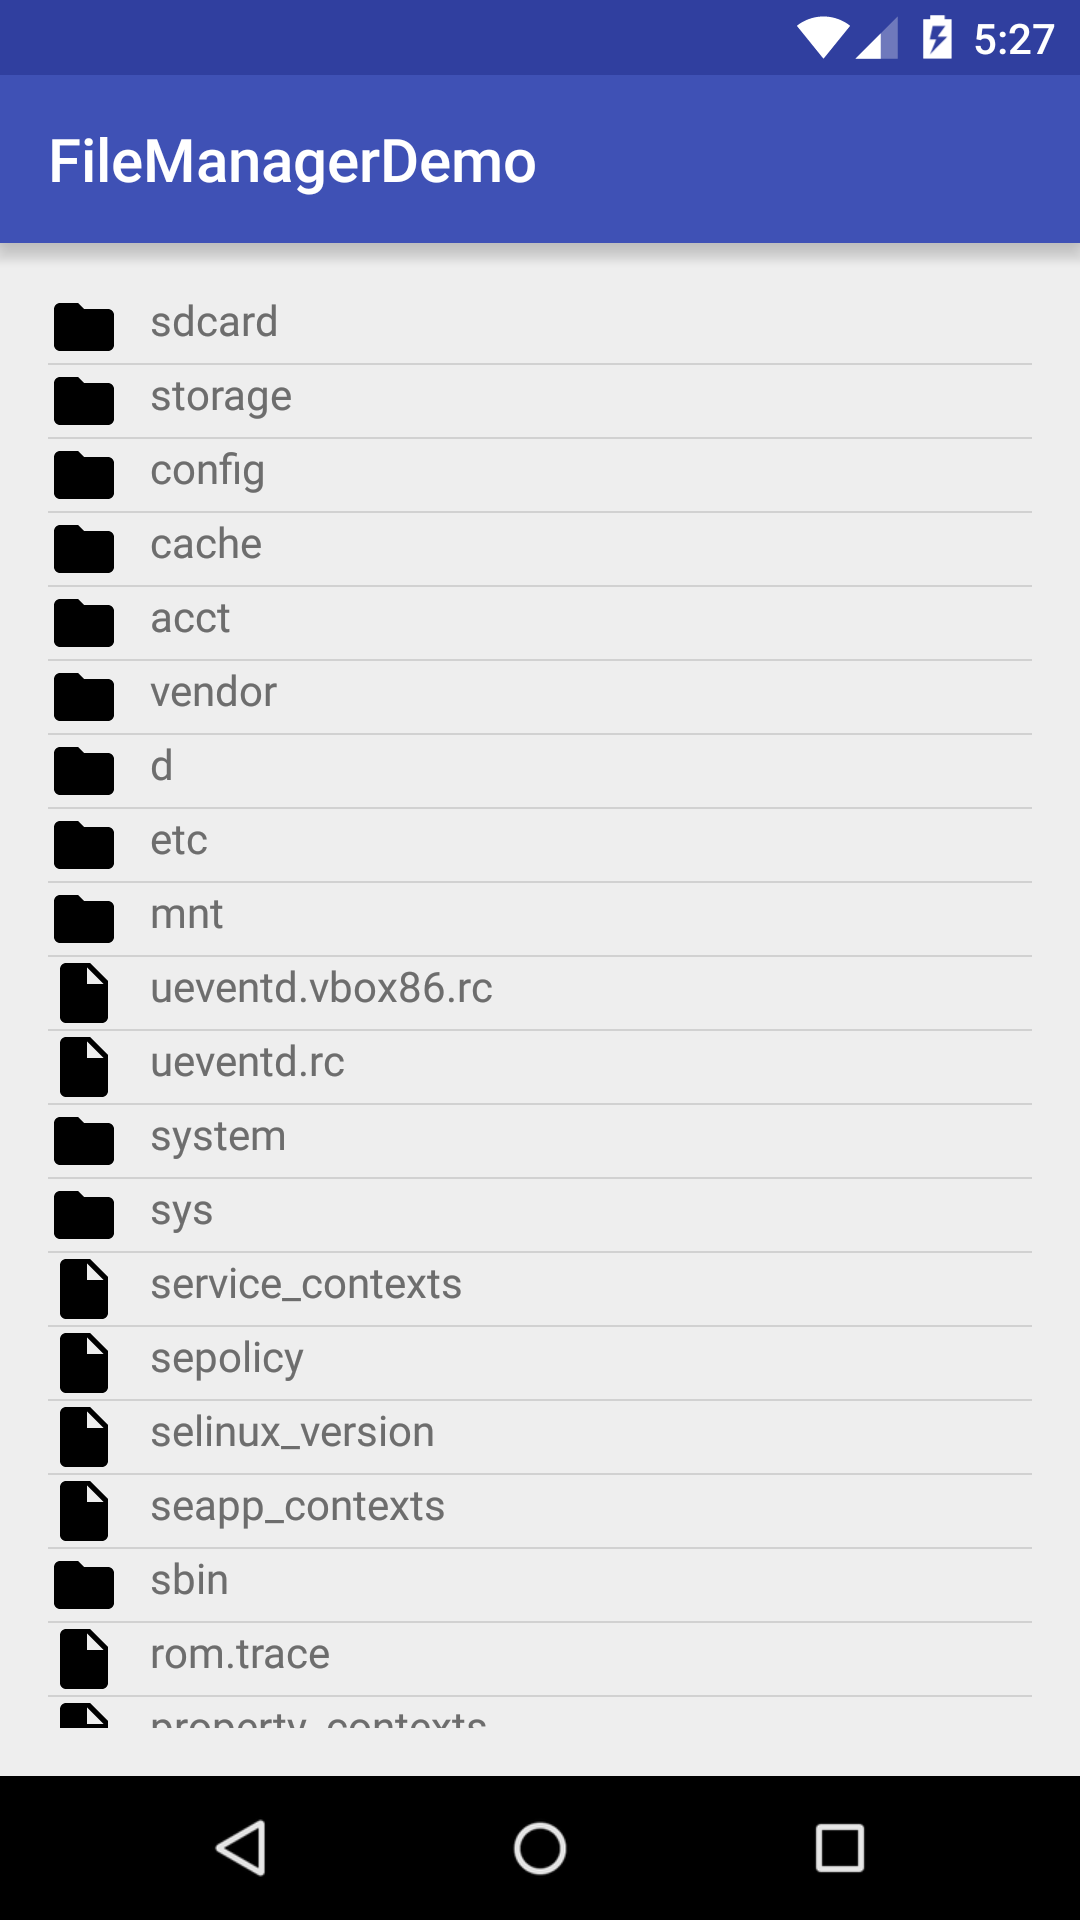 5:27
FileManagerDemo
sdcard
storage
config
cache
acct
vendor
d
etc
mnt
ueventd.vbox86.rc
ueventd.rc
system
sys
service_contexts
sepolicy
selinux_version
seapp_contexts
sbin
rom.trace
property_contexts